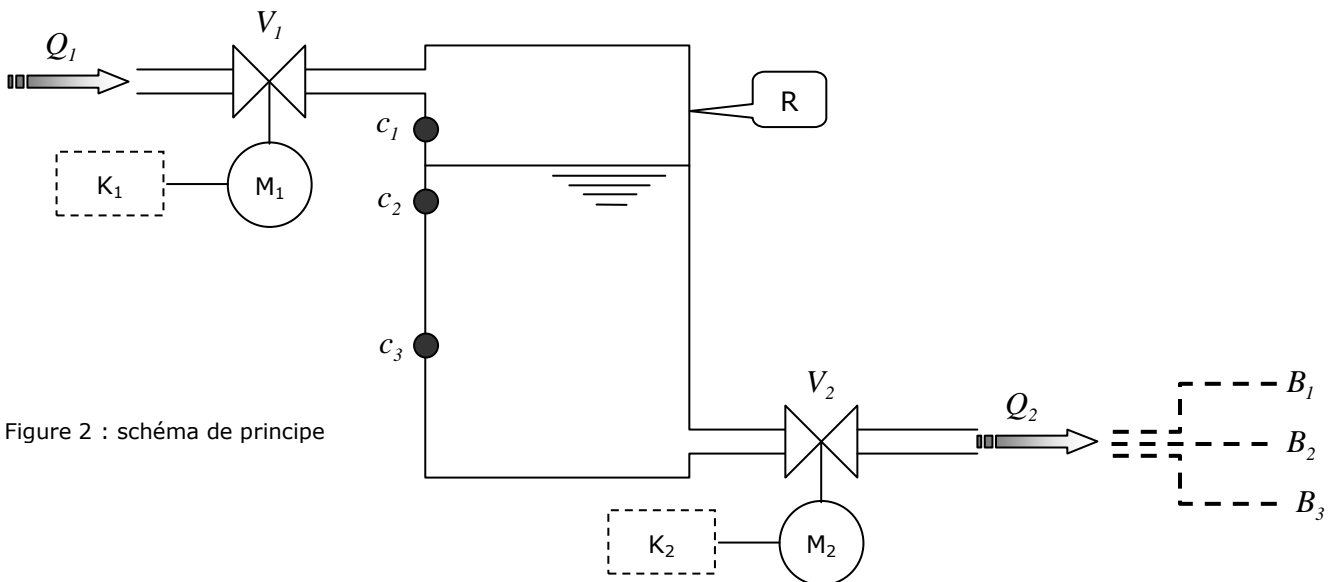 Q1
V1
R
c1
K1
M1
c2
c3
V2
Q2
B1
Figure 2 : schéma de principe
B2
B3
K2
M2